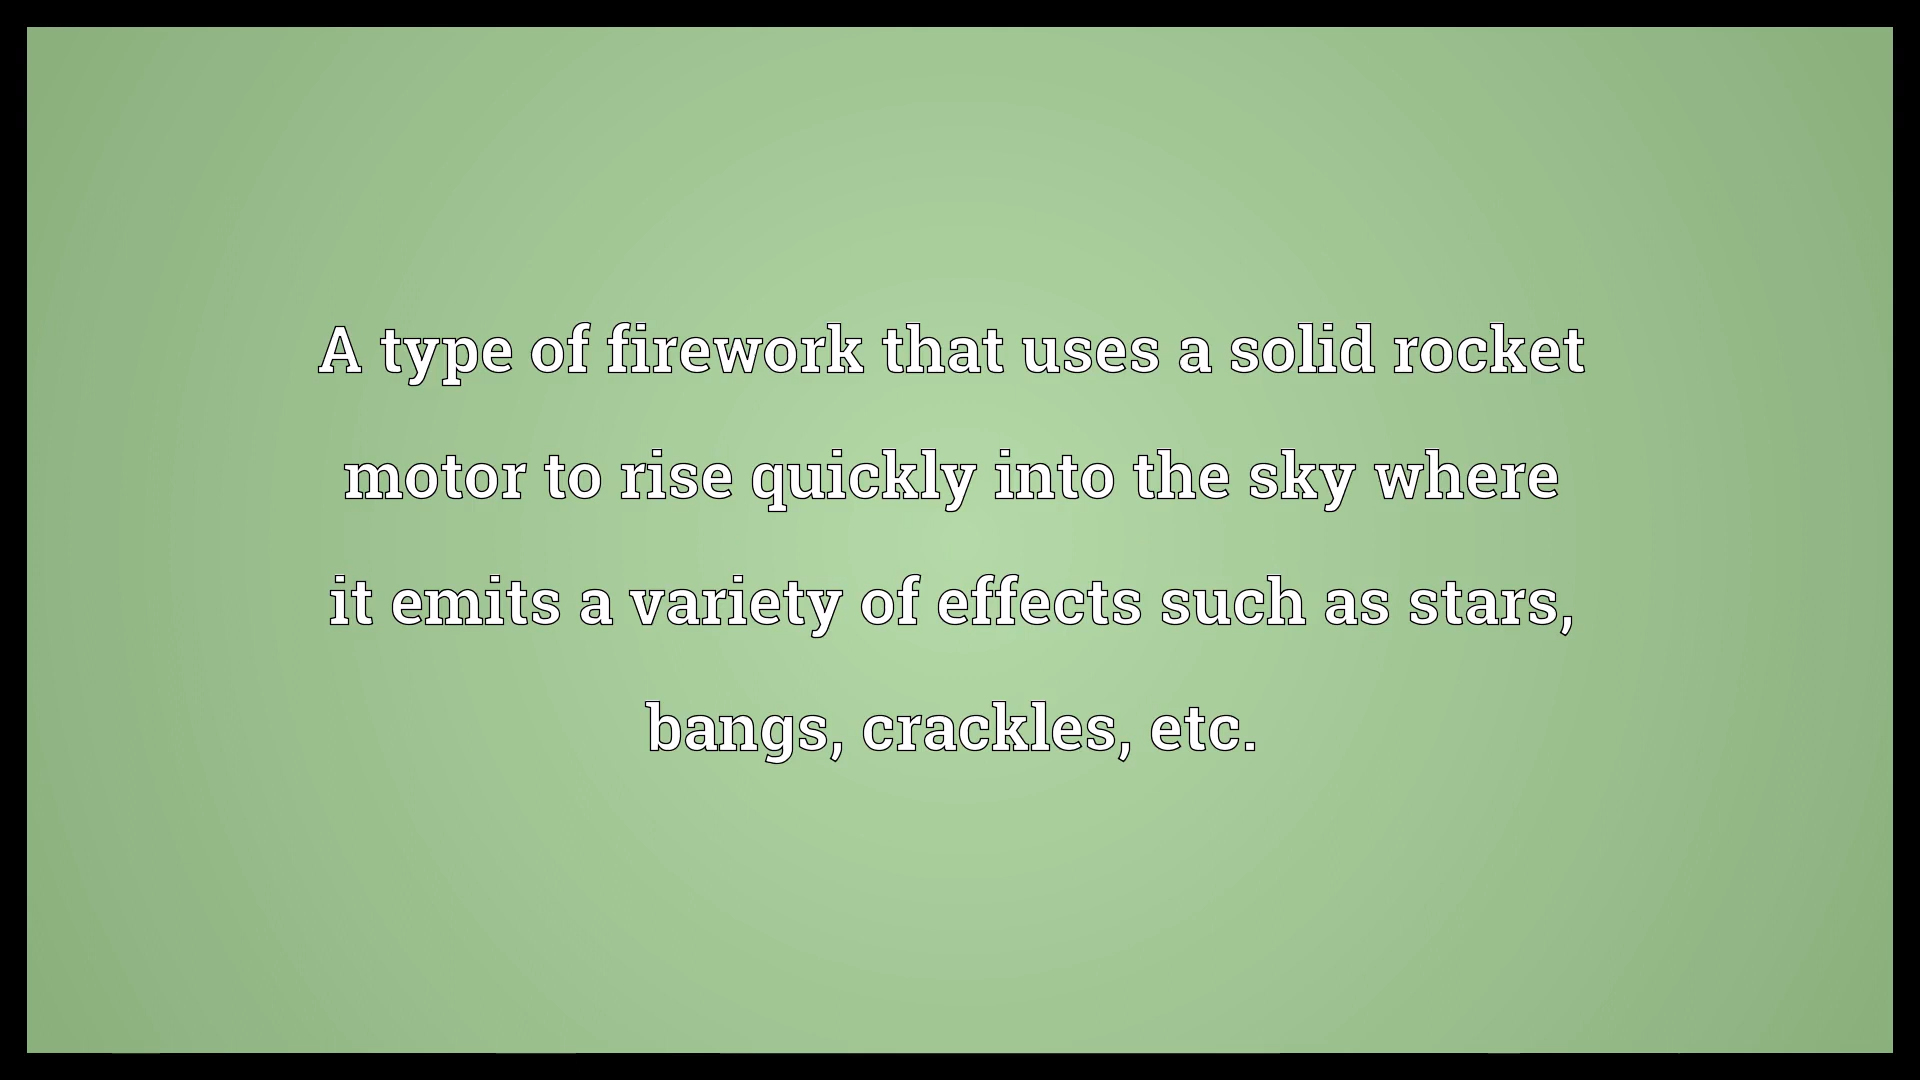 A type of firework that uses a solid rocket
motor to rise quickly into the sky where
it emits a variety of effects such as stars,
bangs, crackles, etc.